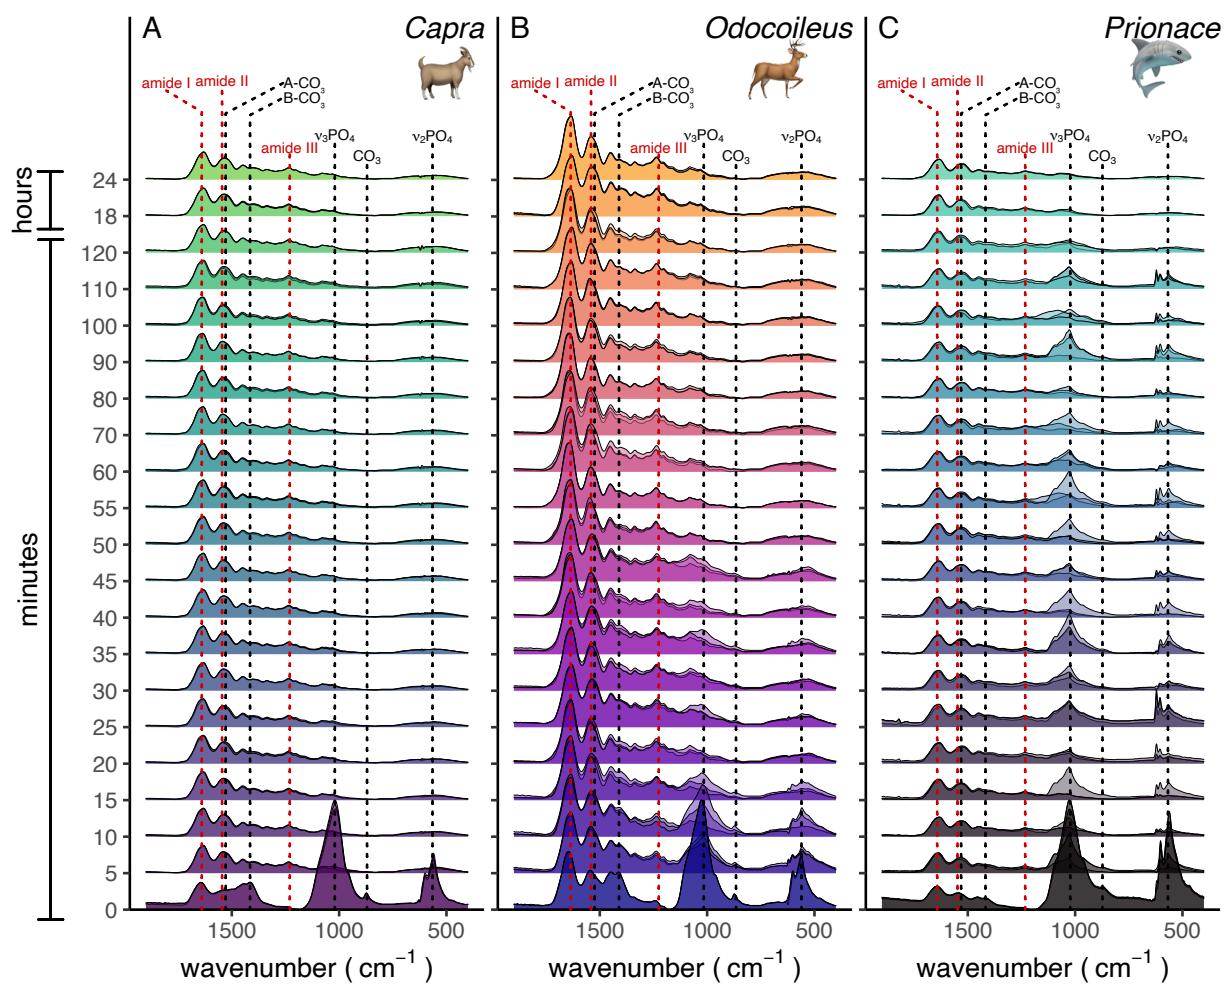 A Capra
B Odocoileus
C Prionace
amide I amide II A-CO3
B-CO3
ν3PO4 ν2PO4
amide III CO3
amide I amide II A-CO3
B-CO3
ν3PO4 ν2PO4
amide III CO3
amide I amide II A-CO3
B-CO3
ν3PO4 ν2PO4
amide III CO3
hours
minutes
24
18
120
110
100
90
80
70
60
55
50
45
40
35
30
25
20
15
10
5
0
1500 1000 500
1500 1000 500
1500 1000 500
wavenumber ( cm−1 )
wavenumber ( cm−1 )
wavenumber ( cm−1 )